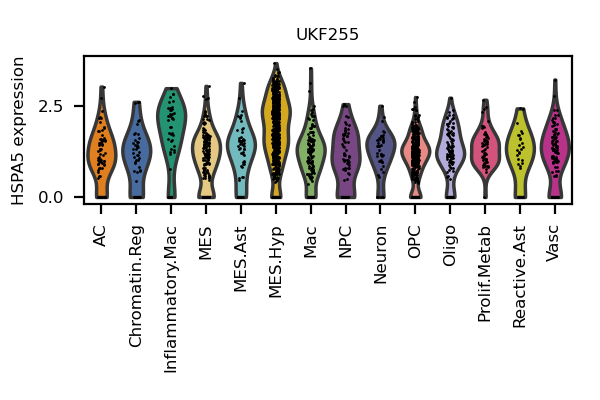 UKF255
HSPA5 expression
2.5
0.0
AC
Chromatin.Reg
Inflammatory.Mac
MES
MES.Ast
MES.Hyp
Mac
NPC
Neuron
OPC
Oligo
Prolif.Metab
Reactive.Ast
Vasc